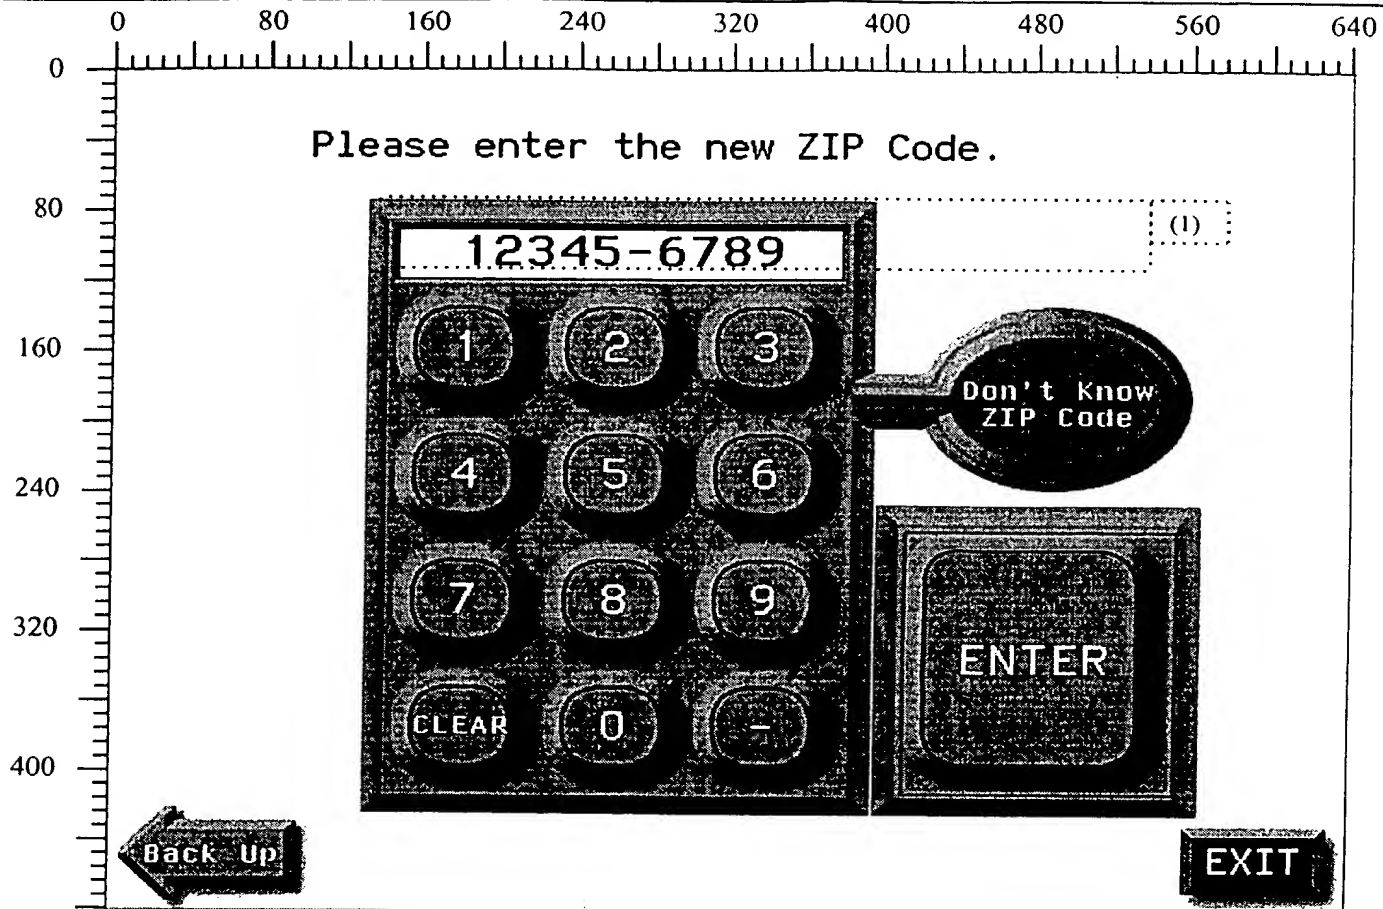 0 80 160 240 320 400 480 560 640
0
Please enter the new ZIP Code.
80
(1)
12345-6789
160
1 2 3
Don't Know
ZIP Code
240
4 5 6
7 8 9
320
ENTER
CLEAR 0 -
400
Back Up
EXIT